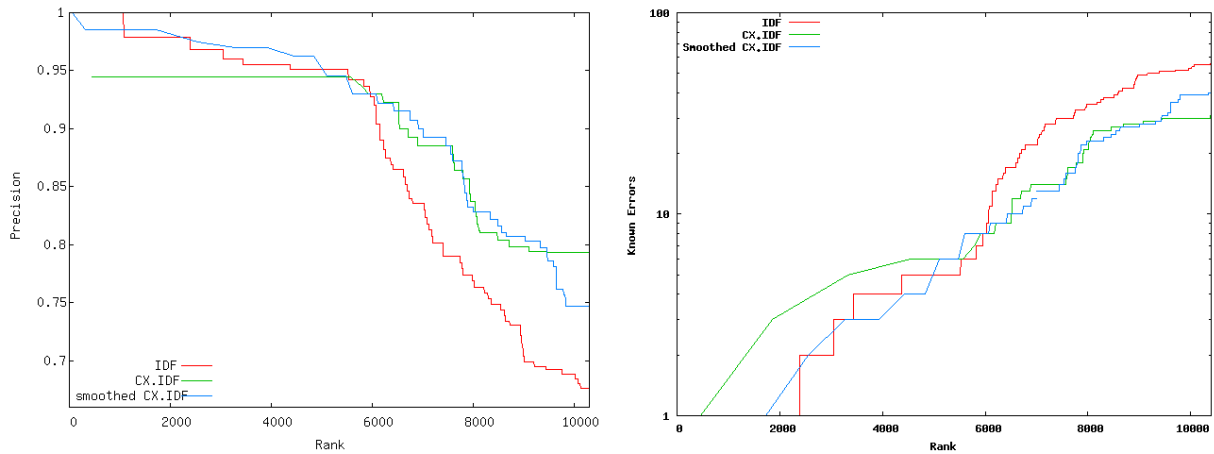 1
0.95
0.9
0.85
0.8
0.75
0.7
Precision
IDF
CX.IDF
smoothed CX.IDF
0 2000 4000 6000 8000 10000
Rank
100
10
1
Known Errors
IDF
CX.IDF
Smoothed CX.IDF
0 2000 4000 6000 8000 10000
Rank